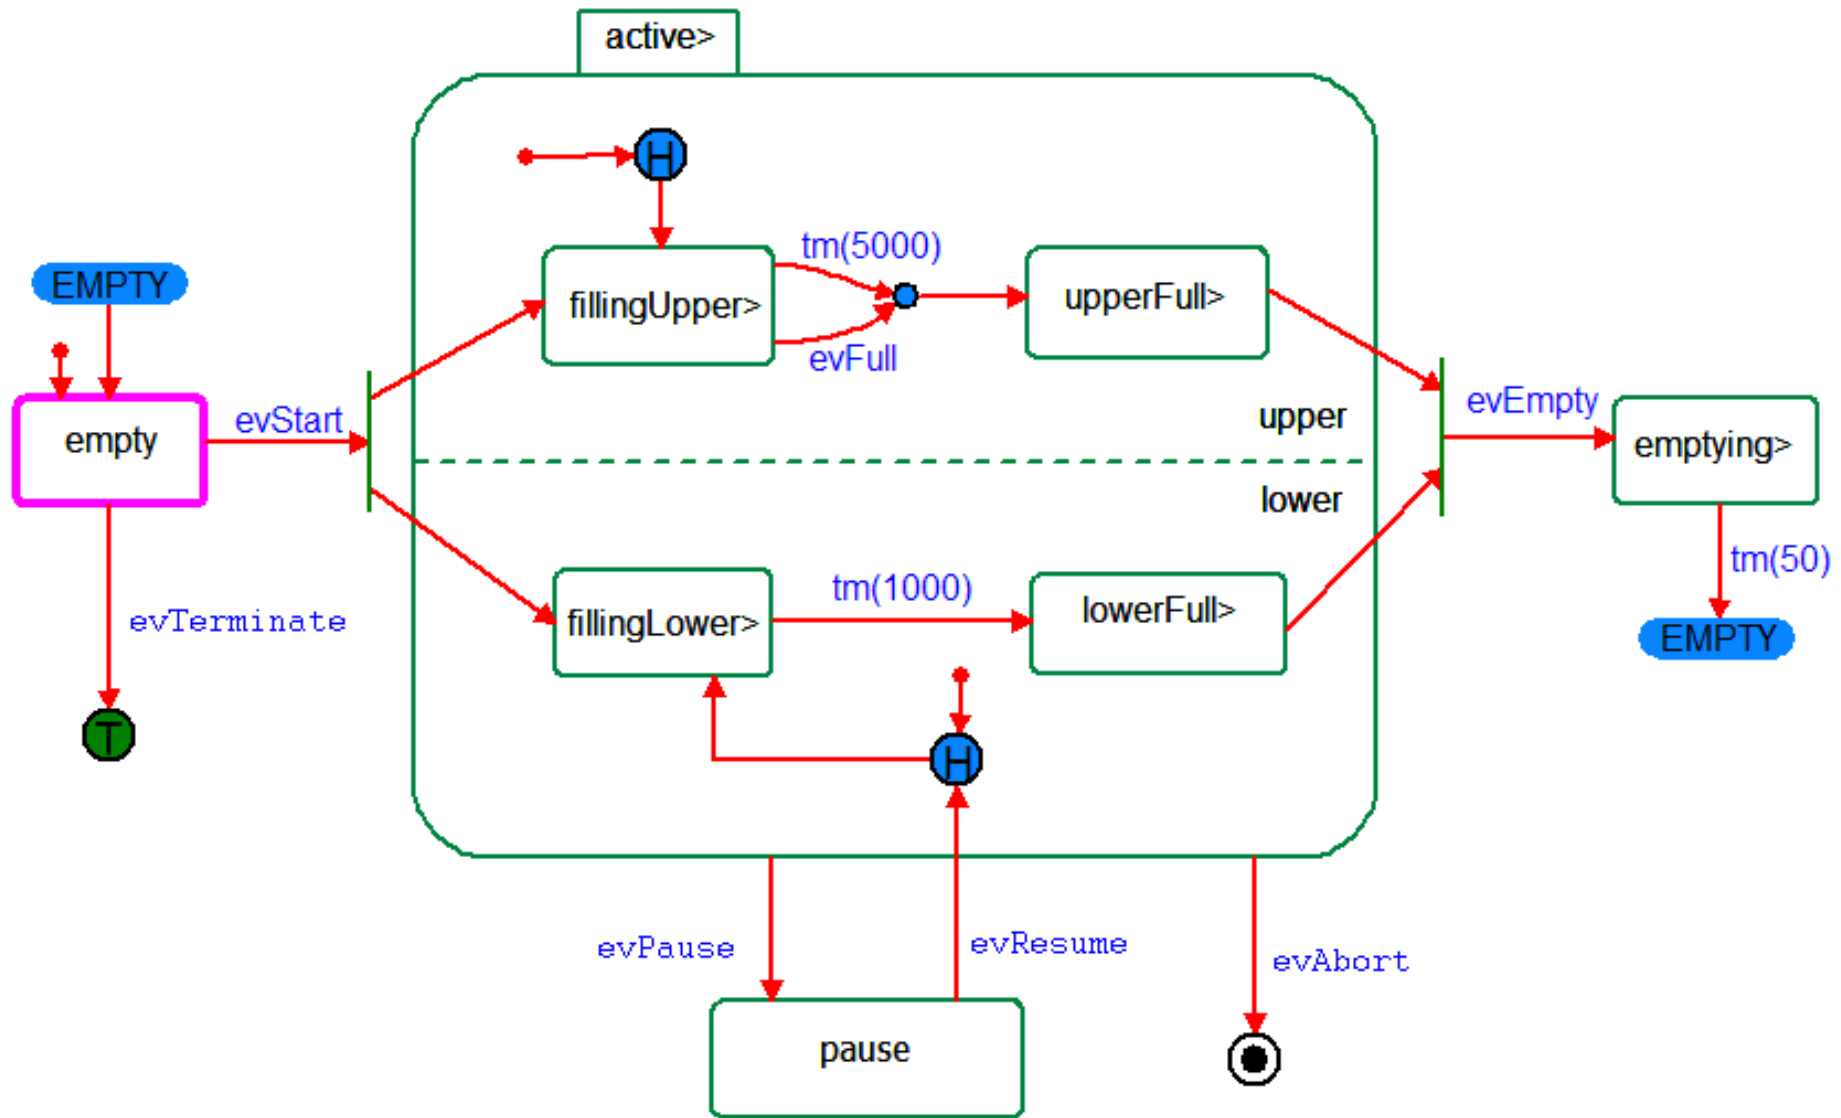 active>
H
EMPTY
tm(5000)
fillingUpper>
upperFull>
evFull
evStart
empty
upper
evEmpty
emptying>
lower
tm(1000)
fillingLower>
lowerFull>
tm(50)
EMPTY
evTerminate
T
H
evPause
evResume
evAbort
pause